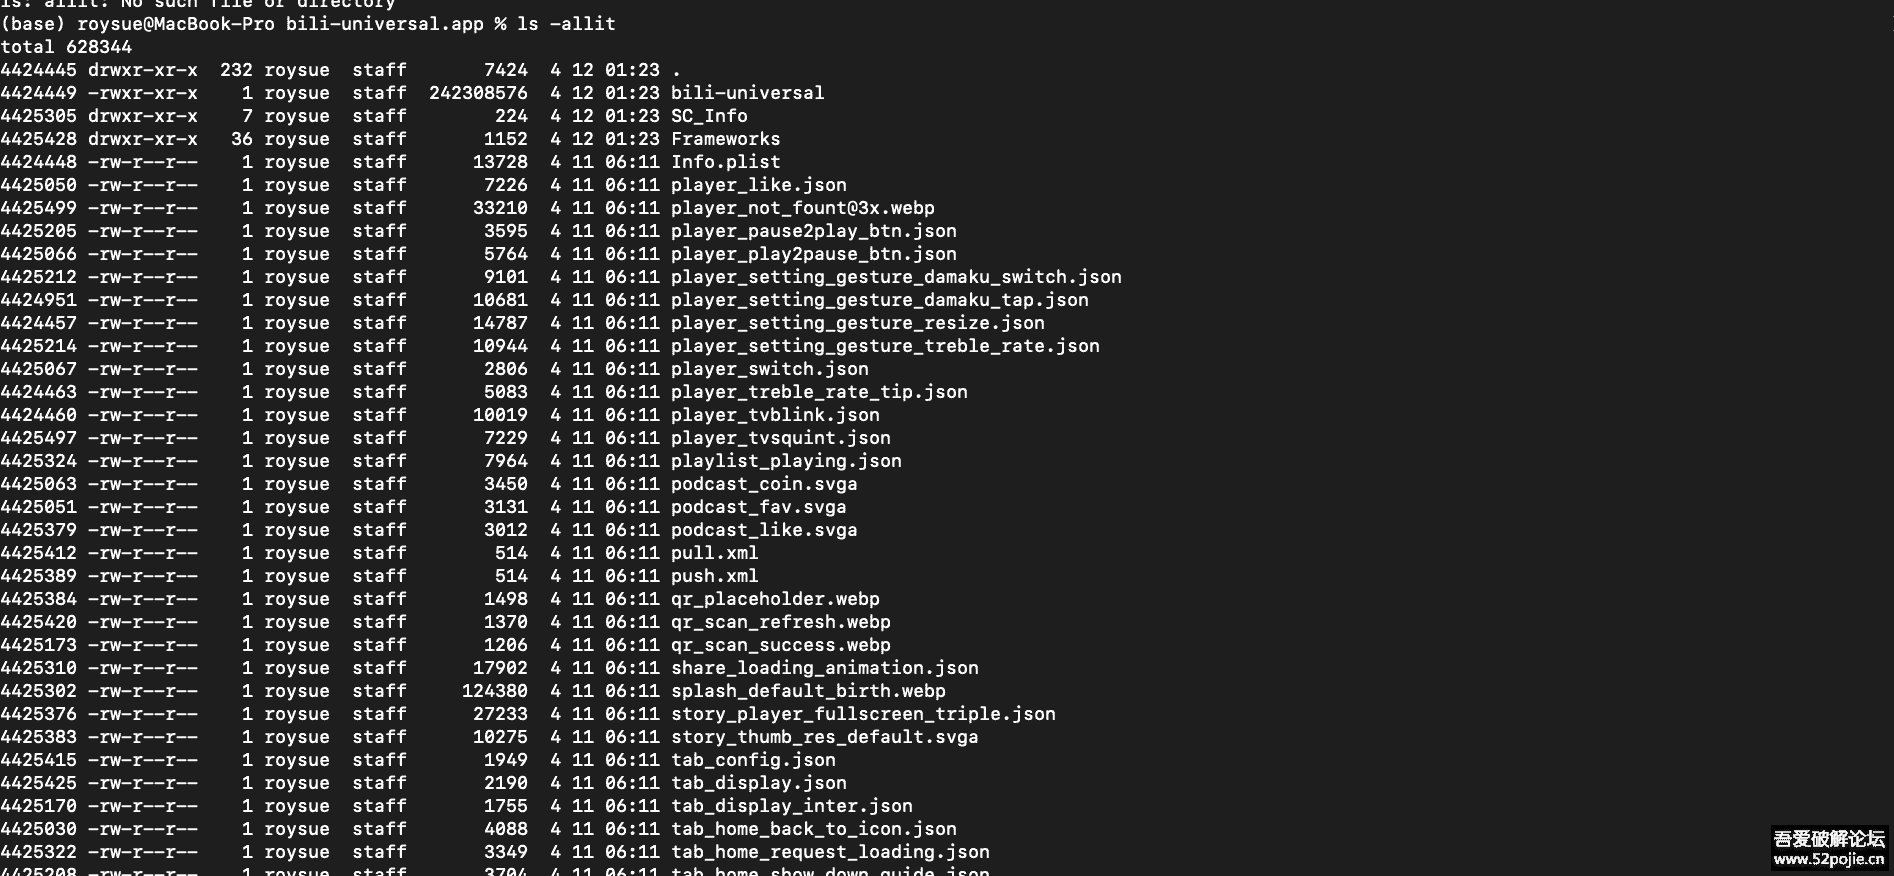 ls: allit: No such file or directory
(base) roysue@MacBook-Pro bili-universal.app % ls -allit
total 628344
4424445 drwxr-xr-x  232 roysue  staff       7424  4 12 01:23 .
4424449 -rwxr-xr-x    1 roysue  staff  242308576  4 12 01:23 bili-universal
4425305 drwxr-xr-x    7 roysue  staff        224  4 12 01:23 SC_Info
4425428 drwxr-xr-x   36 roysue  staff       1152  4 12 01:23 Frameworks
4424448 -rw-r--r--    1 roysue  staff      13728  4 11 06:11 Info.plist
4425050 -rw-r--r--    1 roysue  staff       7226  4 11 06:11 player_like.json
4425499 -rw-r--r--    1 roysue  staff      33210  4 11 06:11 player_not_fount@3x.webp
4425205 -rw-r--r--    1 roysue  staff       3595  4 11 06:11 player_pause2play_btn.json
4425066 -rw-r--r--    1 roysue  staff       5764  4 11 06:11 player_play2pause_btn.json
4425212 -rw-r--r--    1 roysue  staff       9101  4 11 06:11 player_setting_gesture_damaku_switch.json
4424951 -rw-r--r--    1 roysue  staff      10681  4 11 06:11 player_setting_gesture_damaku_tap.json
4424457 -rw-r--r--    1 roysue  staff      14787  4 11 06:11 player_setting_gesture_resize.json
4425214 -rw-r--r--    1 roysue  staff      10944  4 11 06:11 player_setting_gesture_treble_rate.json
4425067 -rw-r--r--    1 roysue  staff       2806  4 11 06:11 player_switch.json
4424463 -rw-r--r--    1 roysue  staff       5083  4 11 06:11 player_treble_rate_tip.json
4424460 -rw-r--r--    1 roysue  staff      10019  4 11 06:11 player_tvblink.json
4425497 -rw-r--r--    1 roysue  staff       7229  4 11 06:11 player_tvsquint.json
4425324 -rw-r--r--    1 roysue  staff       7964  4 11 06:11 playlist_playing.json
4425063 -rw-r--r--    1 roysue  staff       3450  4 11 06:11 podcast_coin.svga
4425051 -rw-r--r--    1 roysue  staff       3131  4 11 06:11 podcast_fav.svga
4425379 -rw-r--r--    1 roysue  staff       3012  4 11 06:11 podcast_like.svga
4425412 -rw-r--r--    1 roysue  staff        514  4 11 06:11 pull.xml
4425389 -rw-r--r--    1 roysue  staff        514  4 11 06:11 push.xml
4425384 -rw-r--r--    1 roysue  staff       1498  4 11 06:11 qr_placeholder.webp
4425420 -rw-r--r--    1 roysue  staff       1370  4 11 06:11 qr_scan_refresh.webp
4425173 -rw-r--r--    1 roysue  staff       1206  4 11 06:11 qr_scan_success.webp
4425310 -rw-r--r--    1 roysue  staff      17902  4 11 06:11 share_loading_animation.json
4425302 -rw-r--r--    1 roysue  staff     124380  4 11 06:11 splash_default_birth.webp
4425376 -rw-r--r--    1 roysue  staff      27233  4 11 06:11 story_player_fullscreen_triple.json
4425383 -rw-r--r--    1 roysue  staff      10275  4 11 06:11 story_thumb_res_default.svga
4425415 -rw-r--r--    1 roysue  staff       1949  4 11 06:11 tab_config.json
4425425 -rw-r--r--    1 roysue  staff       2190  4 11 06:11 tab_display.json
4425170 -rw-r--r--    1 roysue  staff       1755  4 11 06:11 tab_display_inter.json
4425030 -rw-r--r--    1 roysue  staff       4088  4 11 06:11 tab_home_back_to_icon.json
4425322 -rw-r--r--    1 roysue  staff       3349  4 11 06:11 tab_home_request_loading.json
4425208 -rw-r--r--    1 roysue  staff       3704  4 11 06:11 tab_home_show_down_guide.json
吾爱破解论坛
www.52pojie.cn